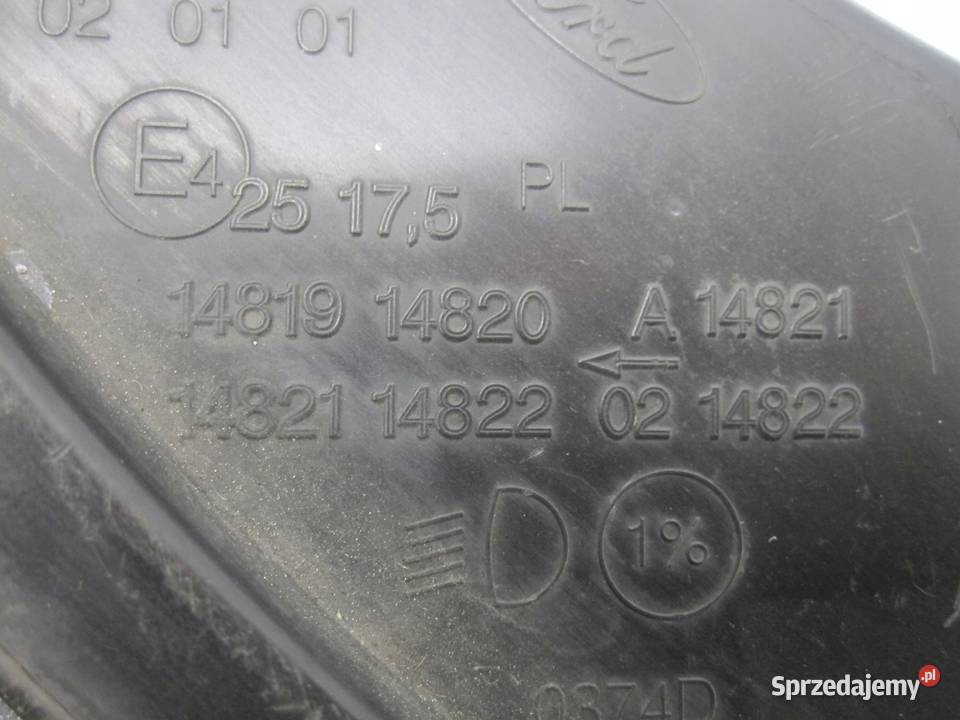 02 01 01
Ford
E4
25 17,5 PL
14819 14820 A 14821
14821 14822 02 14822
1%
0374D
Sprzedajemy.pl